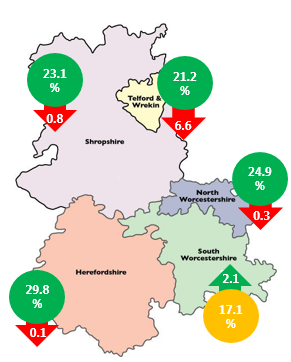 23.1
%
0.8
21.2
%
6.6
Telford &
Wrekin
Shropshire
24.9
%
0.3
North
Worcestershire
South
Worcestershire
2.1
17.1
%
Herefordshire
29.8
%
0.1